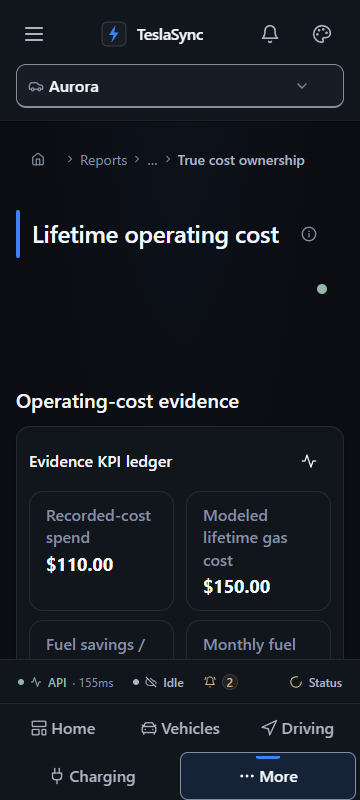 TeslaSync
Aurora
Reports > ... > True cost ownership
Lifetime operating cost
Operating-cost evidence
Evidence KPI ledger
Recorded-cost
spend
$110.00
Modeled
lifetime gas
cost
$150.00
Fuel savings /
Monthly fuel
API · 155ms
Idle
2
Status
Home
Vehicles
Driving
Charging
More